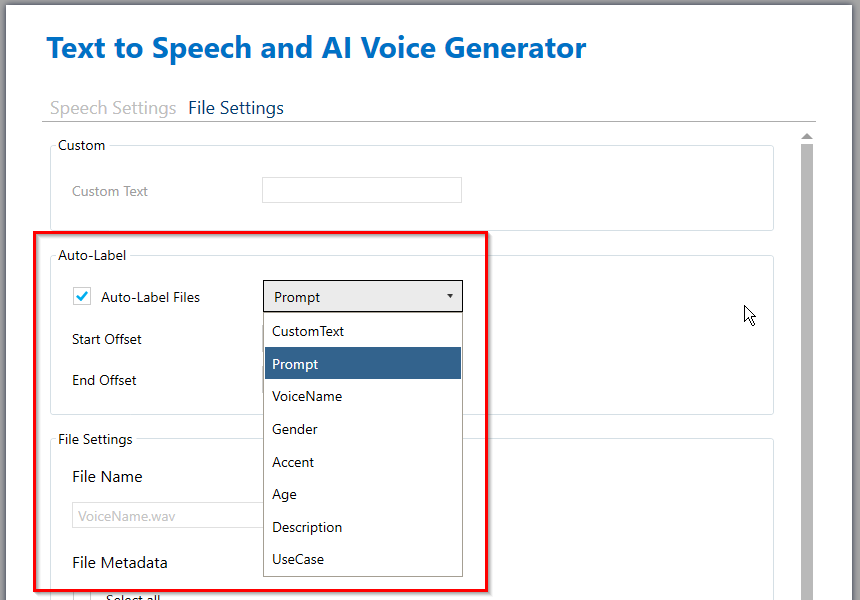 Text to Speech and AI Voice Generator
Speech Settings File Settings
Custom
Custom Text
Auto-Label
Auto-Label Files
Prompt
CustomText
Start Offset
Prompt
End Offset
VoiceName
Gender
File Settings
Accent
File Name
Age
VoiceName.wav
Description
File Metadata
UseCase
Select all